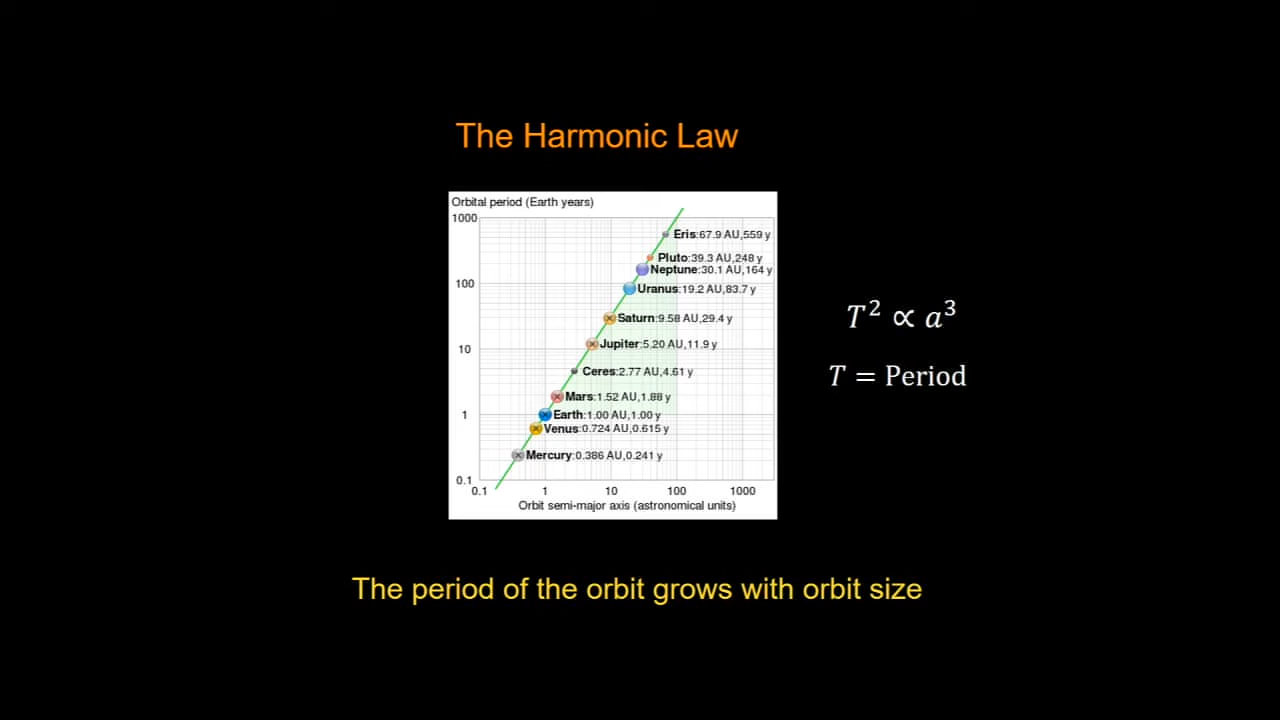 The Harmonic Law
Orbital period (Earth years)
1000
Eris:67.9 AU,559 y
Pluto:39.3 AU,248 y
Neptune:30.1 AU,164 y
100
Uranus:19.2 AU,83.7 y
Saturn:9.58 AU,29.4 y
10
Jupiter:5.20 AU,11.9 y
Ceres:2.77 AU,4.61 y
Mars:1.52 AU,1.88 y
1
Earth:1.00 AU,1.00 y
Venus:0.724 AU,0.615 y
Mercury:0.386 AU,0.241 y
0.1
0.1 1 10 100 1000
Orbit semi-major axis (astronomical units)
T² ∝ a³
T = Period
The period of the orbit grows with orbit size